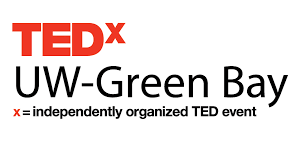 TEDx
UW-Green Bay
x = independently organized TED event